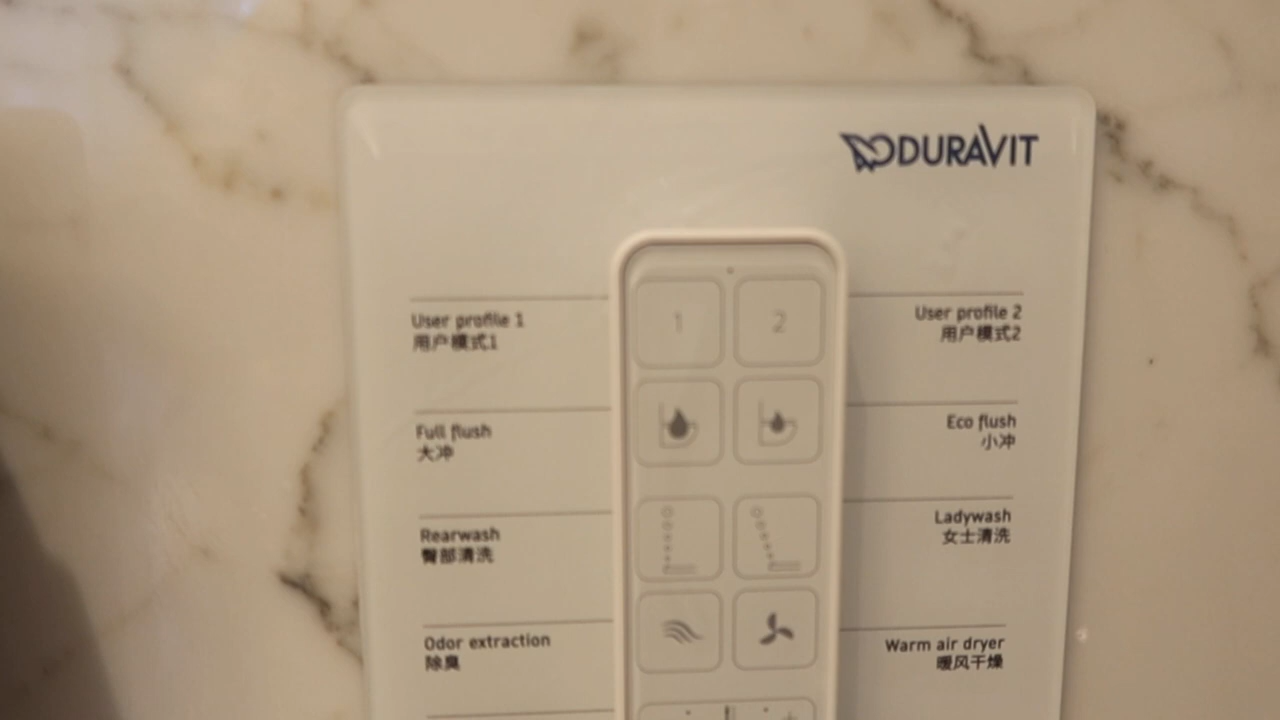 DURAVIT
User profile 1
用户模式1
1
2
User profile 2
用户模式2
Full flush
大冲
Eco flush
小冲
Rearwash
臀部清洗
Ladywash
女士清洗
Odor extraction
除臭
Warm air dryer
暖风干燥